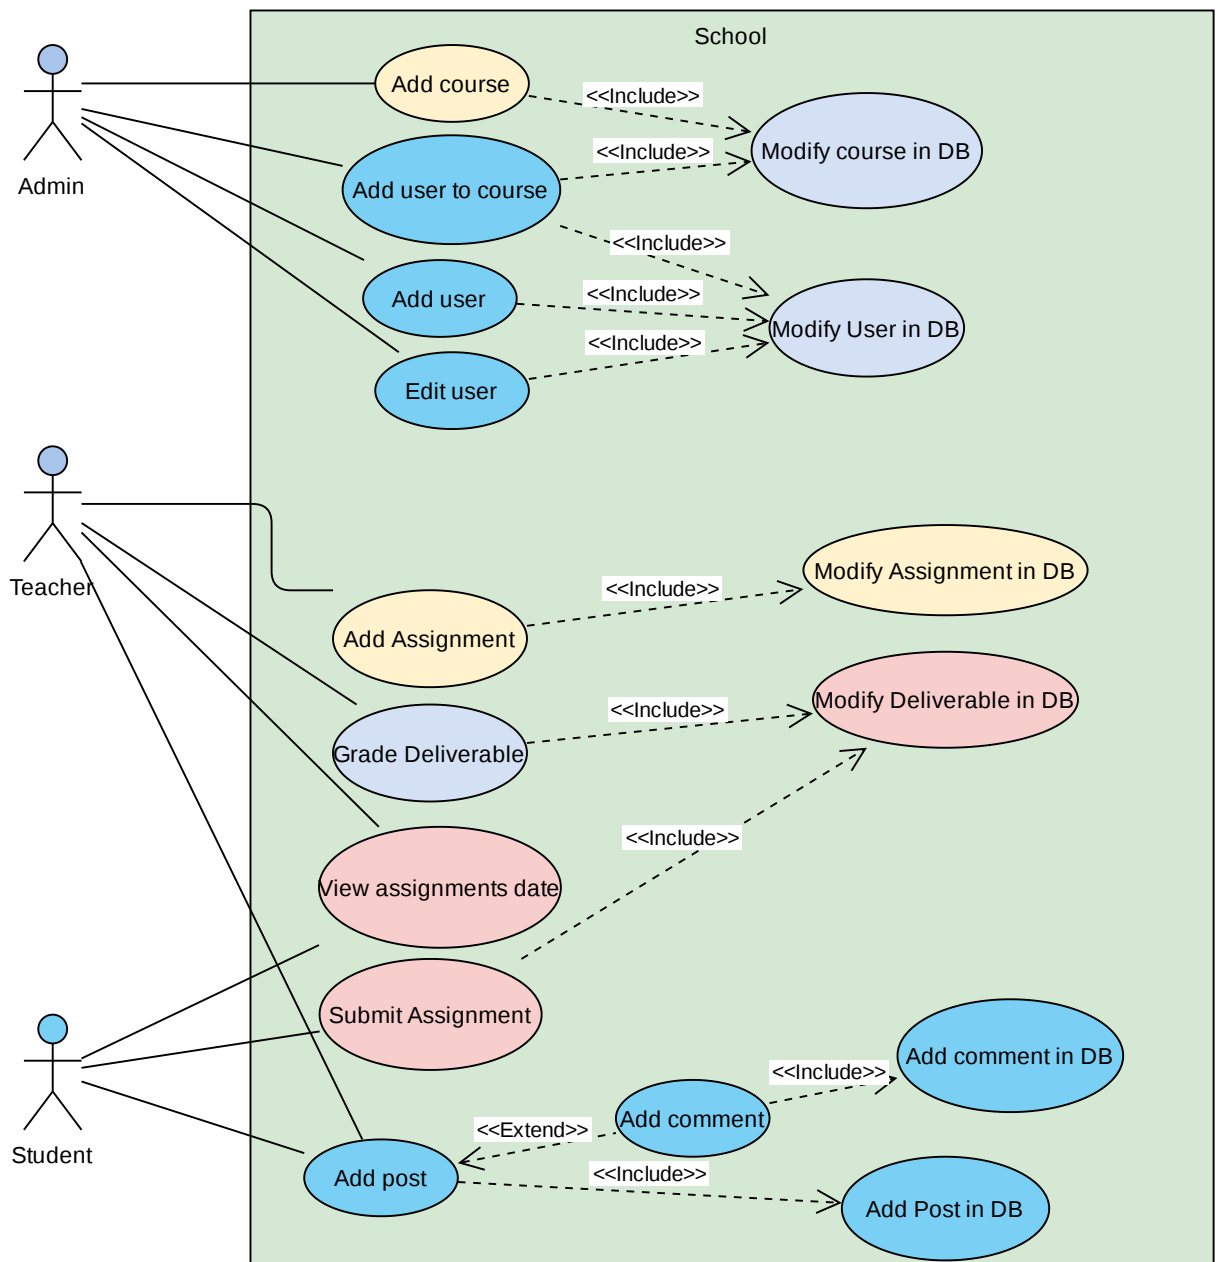 School
Add course
<<Include>>
Modify course in DB
Admin
Add user to course
<<Include>>
<<Include>>
Add user
<<Include>>
Modify User in DB
<<Include>>
Edit user
Teacher
Add Assignment
<<Include>>
Modify Assignment in DB
Grade Deliverable
<<Include>>
Modify Deliverable in DB
View assignments date
<<Include>>
Submit Assignment
Student
Add comment in DB
<<Include>>
Add comment
<<Extend>>
Add post
<<Include>>
Add Post in DB